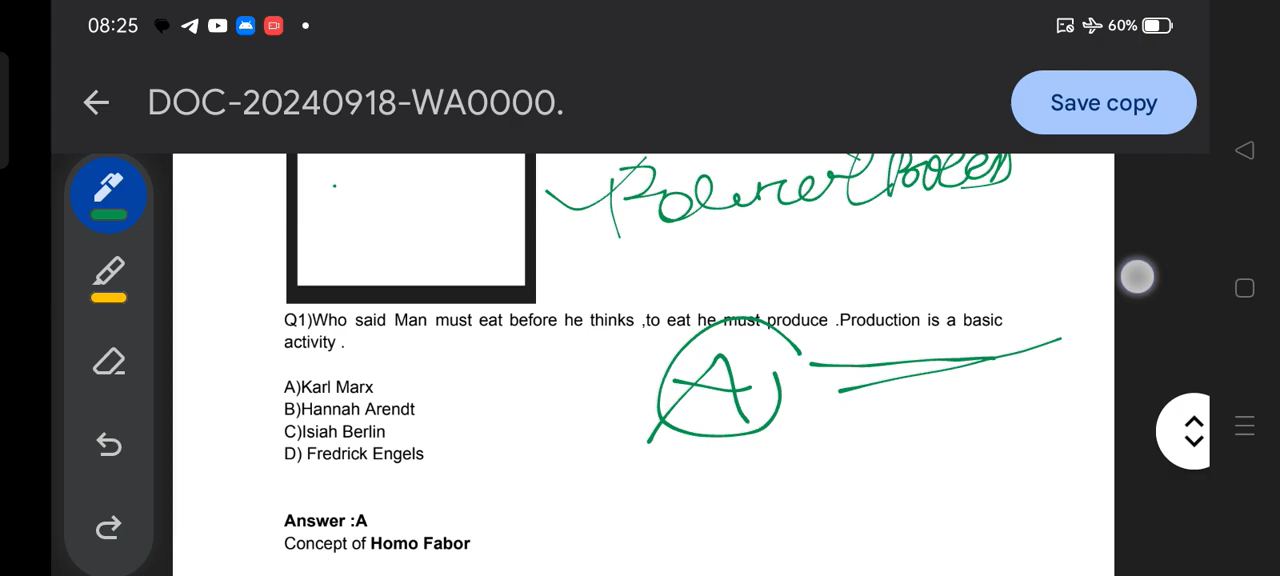 08:25
60%
DOC-20240918-WA0000.
Save copy
Q1)Who said Man must eat before he thinks ,to eat he must produce .Production is a basic
activity .
A
A)Karl Marx
B)Hannah Arendt
C)Isiah Berlin
D) Fredrick Engels
Answer :A
Concept of Homo Fabor